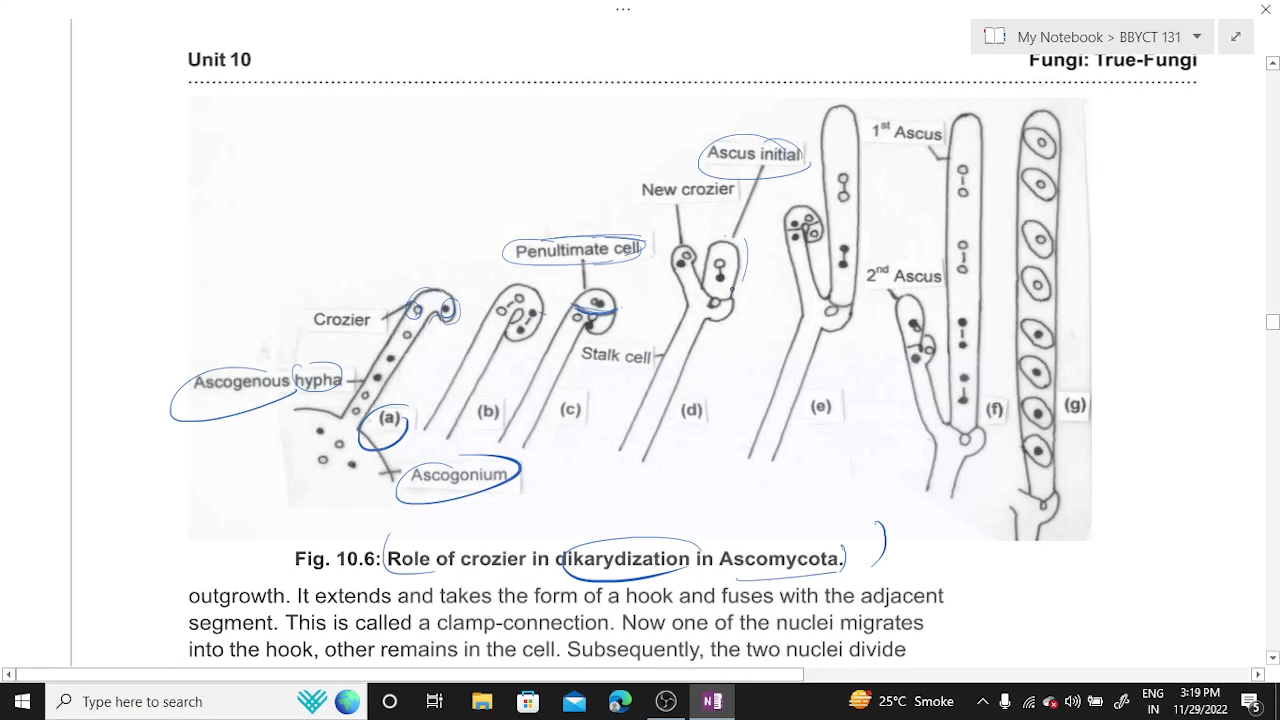 ...
My Notebook > BBYCT 131
Unit 10
Fungi: True-Fungi
1st Ascus
Ascus initial
New crozier
Penultimate cell
2nd Ascus
Crozier
Stalk cell
Ascogenous hypha
(a)
(b)
(c)
(d)
(e)
(f)
(g)
Ascogonium
Fig. 10.6: Role of crozier in dikarydization in Ascomycota.
outgrowth. It extends and takes the form of a hook and fuses with the adjacent
segment. This is called a clamp-connection. Now one of the nuclei migrates
into the hook, other remains in the cell. Subsequently, the two nuclei divide
Type here to search
25°C Smoke
ENG
IN
3:19 PM
11/29/2022
5